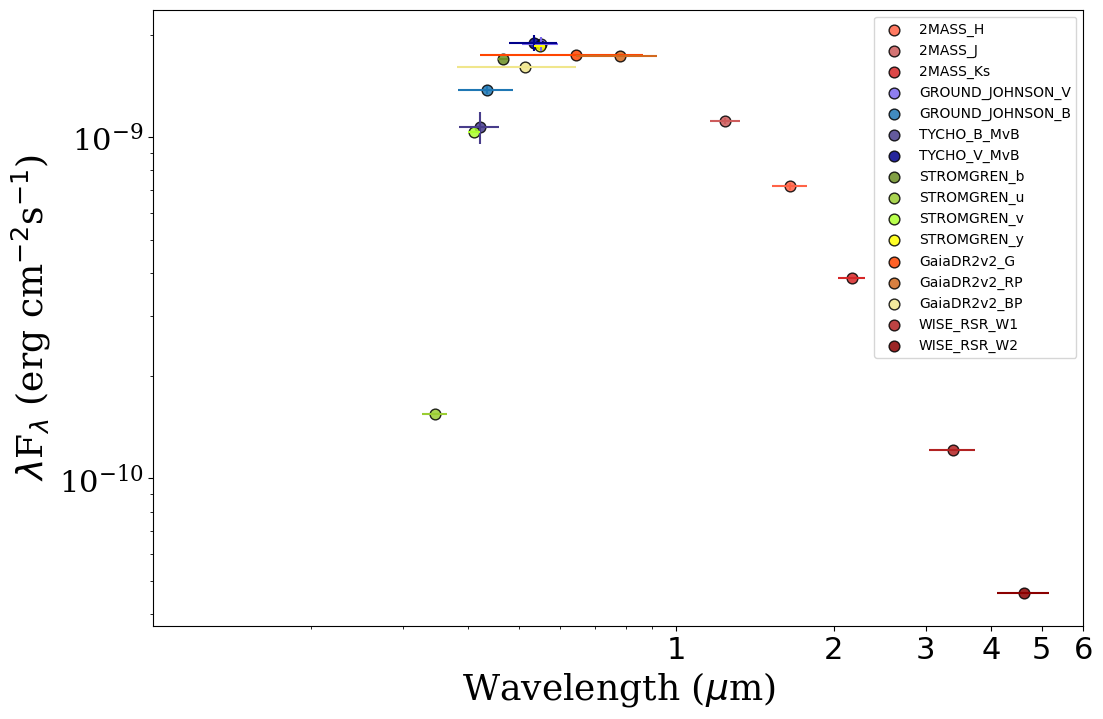 λFλ (erg cm−2s−1)
10−9
10−10
2MASS_H
2MASS_J
2MASS_Ks
GROUND_JOHNSON_V
GROUND_JOHNSON_B
TYCHO_B_MvB
TYCHO_V_MvB
STROMGREN_b
STROMGREN_u
STROMGREN_v
STROMGREN_y
GaiaDR2v2_G
GaiaDR2v2_RP
GaiaDR2v2_BP
WISE_RSR_W1
WISE_RSR_W2
1 2 3 4 5 6
Wavelength (μm)